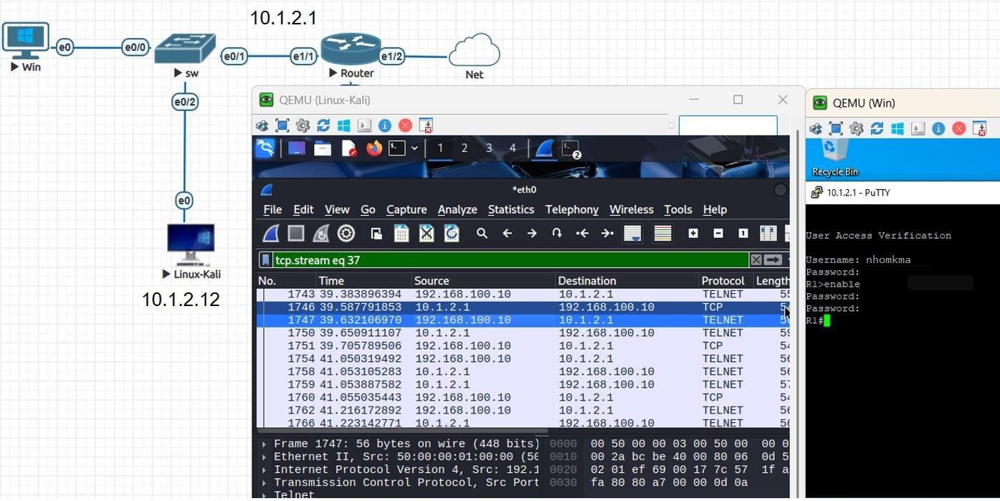 10.1.2.1
e0
e0/0
e0/1
e1/1
e1/2
Win
sw
Router
Net
e0/2
e0
Linux-Kali
10.1.2.12
QEMU (Linux-Kali)
1 2 3 4
2
*eth0
File Edit View Go Capture Analyze Statistics Telephony Wireless Tools Help
tcp.stream eq 37
No. Time Source Destination Protocol Length
1743 39.383896394 192.168.100.10 10.1.2.1 TELNET 55
1746 39.587791853 10.1.2.1 192.168.100.10 TCP
1747 39.632106970 192.168.100.10 10.1.2.1 TELNET
1750 39.650911107 10.1.2.1 192.168.100.10 TELNET 59
1751 39.705789506 192.168.100.10 10.1.2.1 TCP 54
1754 41.050319492 192.168.100.10 10.1.2.1 TELNET 56
1758 41.053105283 10.1.2.1 192.168.100.10 TELNET 56
1759 41.053887582 10.1.2.1 192.168.100.10 TELNET 57
1760 41.055035443 192.168.100.10 10.1.2.1 TCP 54
1762 41.216172892 192.168.100.10 10.1.2.1 TELNET 56
1766 41.223142771 10.1.2.1 192.168.100.10 TELNET 56
Frame 1747: 56 bytes on wire (448 bits)
Ethernet II, Src: 50:00:00:01:00:00 (50
Internet Protocol Version 4, Src: 192.1
Transmission Control Protocol, Src Port
Telnet
0000 00 50 00 00 03 00 50 00 00 0
0010 00 2a bc be 40 00 80 06 0d 5
0020 02 01 ef 69 00 17 7c 57 1f a
0030 fa 80 80 a7 00 00 0d 0a
QEMU (Win)
Recycle Bin
10.1.2.1 - PuTTY
User Access Verification
Username: nhomkma
Password:
R1>enable
Password:
Password:
R1#